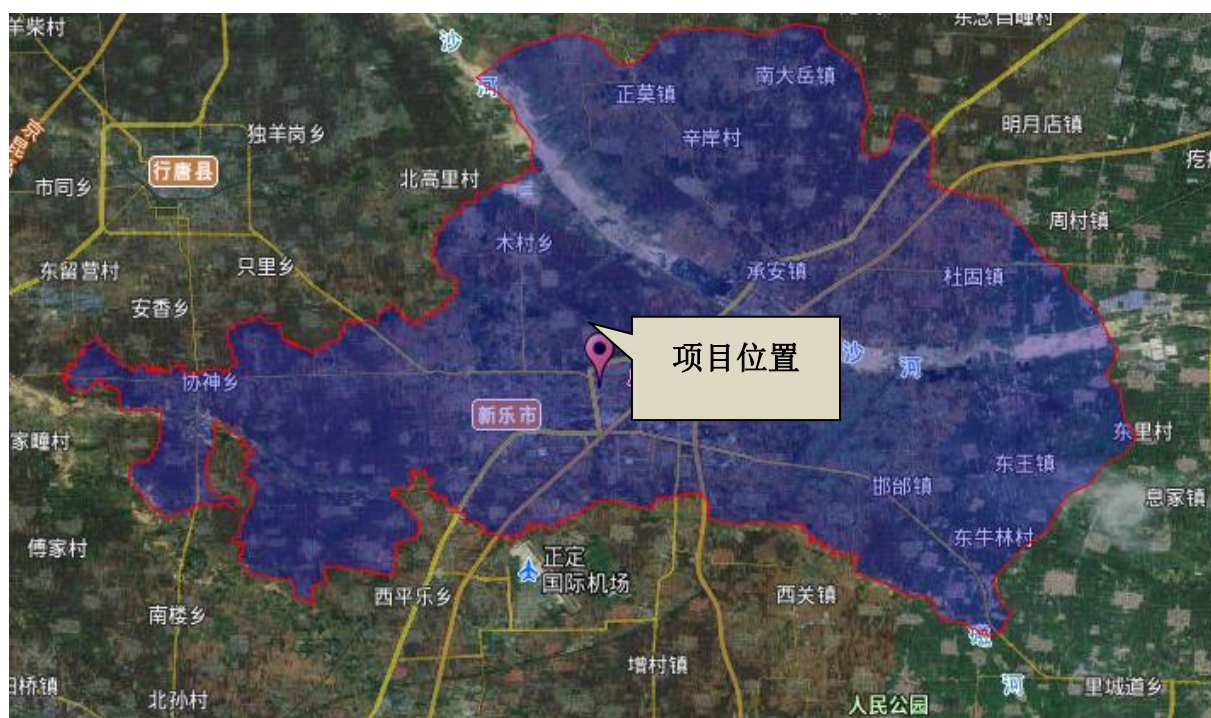 羊柴村
东念自疃村
沙
河
南大岳镇
正莫镇
明月店镇
独羊岗乡
辛岸村
京昆
行唐县
北高里村
市同乡
周村镇
木村乡
只里乡
东留营村
承安镇
杜固镇
安香乡
项目位置
沙
河
协神乡
新乐市
家疃村
东里村
东王镇
邯邰镇
息冢镇
东牛林村
傅家村
正定
国际机场
西平乐乡
西关镇
南楼乡
增村镇
河
里城道乡
旧桥镇
北孙村
人民公园